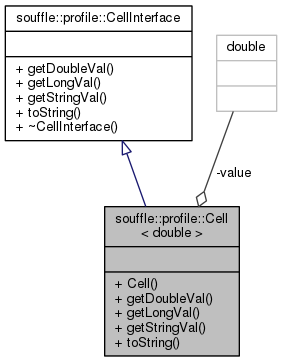 souffle::profile::CellInterface
+ getDoubleVal()
+ getLongVal()
+ getStringVal()
+ toString()
+ ~CellInterface()
double
-value
souffle::profile::Cell
< double >
+ Cell()
+ getDoubleVal()
+ getLongVal()
+ getStringVal()
+ toString()